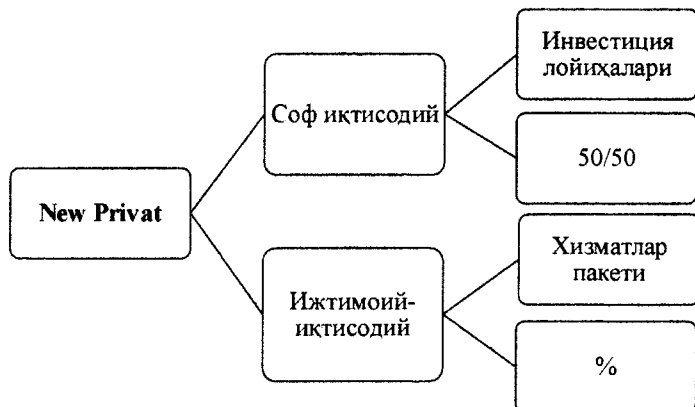 Инвестиция
лойиҳалари
Соф иқтисодий
50/50
New Privat
Хизматлар
пакети
Ижтимоий-
иқтисодий
%